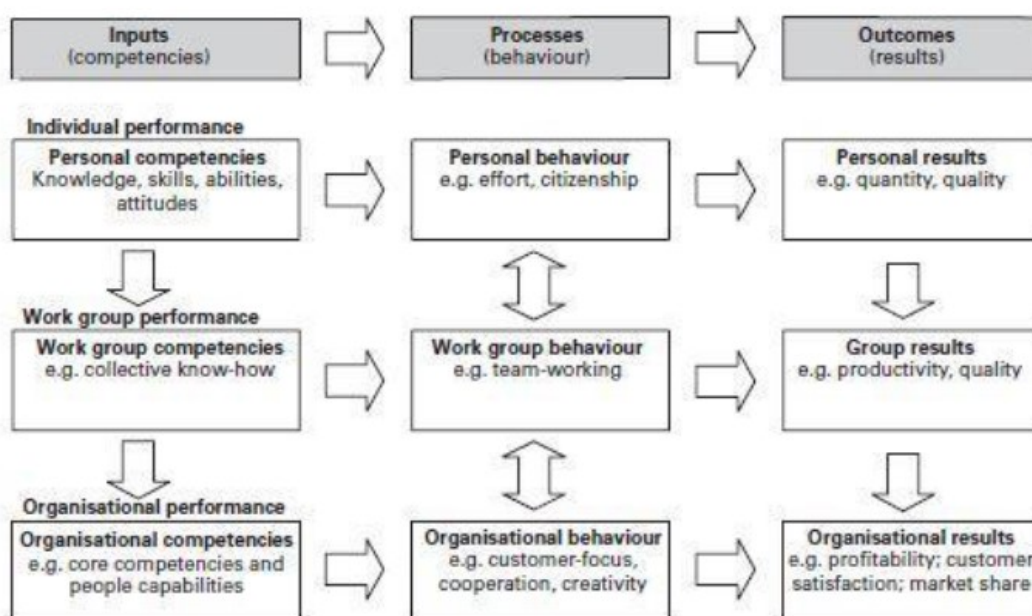 Inputs
(competencies)
Processes
(behaviour)
Outcomes
(results)
Individual performance
Personal competencies
Knowledge, skills, abilities,
attitudes
Personal behaviour
e.g. effort, citizenship
Personal results
e.g. quantity, quality
Work group performance
Work group competencies
e.g. collective know-how
Work group behaviour
e.g. team-working
Group results
e.g. productivity, quality
Organisational performance
Organisational competencies
e.g. core competencies and
people capabilities
Organisational behaviour
e.g. customer-focus,
cooperation, creativity
Organisational results
e.g. profitability; customer
satisfaction; market share